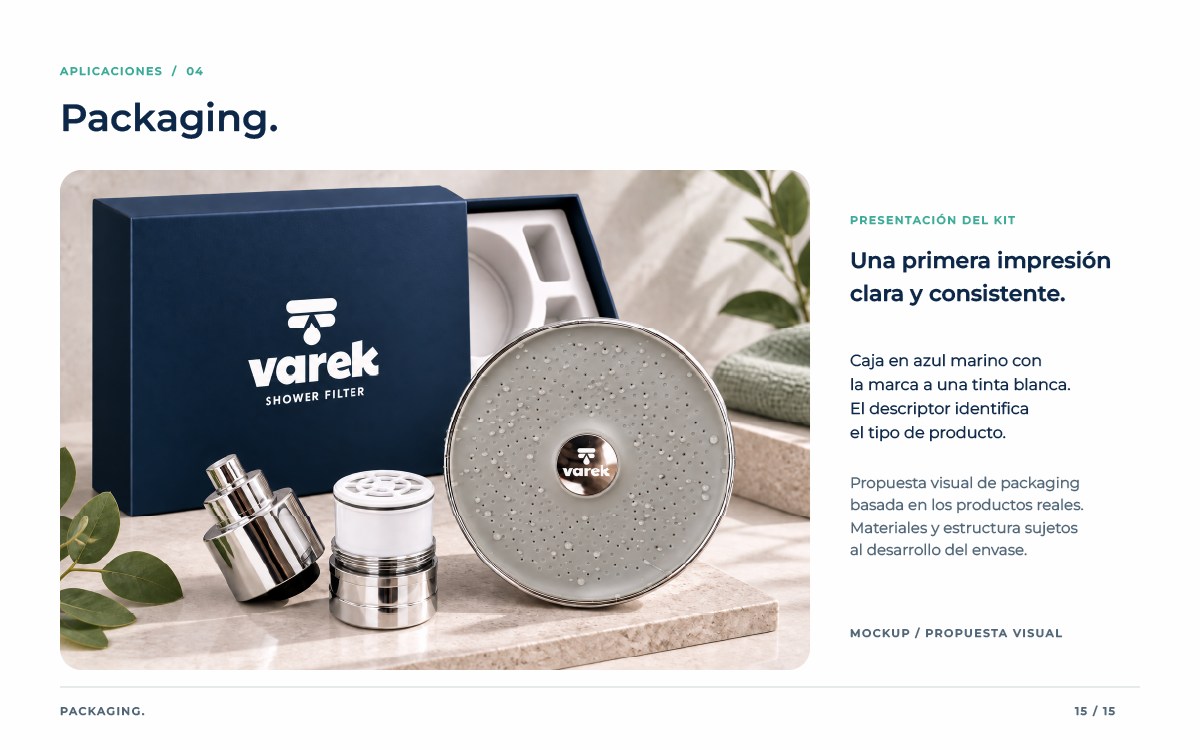 APLICACIONES / 04
Packaging.
varek
SHOWER FILTER
varek
PRESENTACIÓN DEL KIT
Una primera impresión
clara y consistente.
Caja en azul marino con
la marca a una tinta blanca.
El descriptor identifica
el tipo de producto.
Propuesta visual de packaging
basada en los productos reales.
Materiales y estructura sujetos
al desarrollo del envase.
MOCKUP / PROPUESTA VISUAL
PACKAGING.
15 / 15